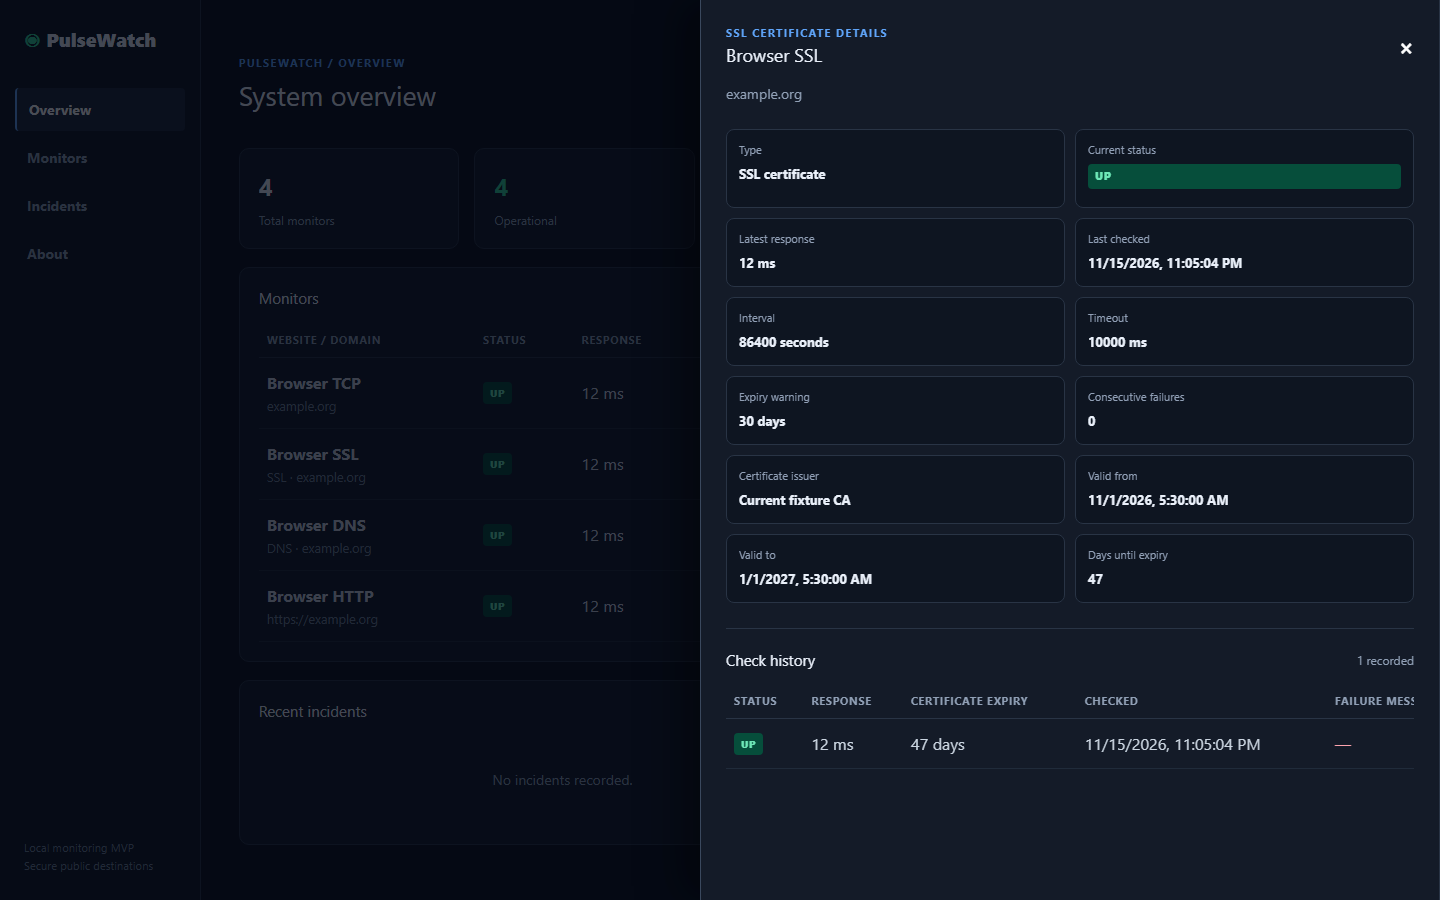 PulseWatch
Overview
Monitors
Incidents
About
Local monitoring MVP
Secure public destinations
PULSEWATCH / OVERVIEW
System overview
4
Total monitors
4
Operational
Monitors
WEBSITE / DOMAIN STATUS RESPONSE
Browser TCP
example.org
UP
12 ms
Browser SSL
SSL · example.org
UP
12 ms
Browser DNS
DNS · example.org
UP
12 ms
Browser HTTP
https://example.org
UP
12 ms
Recent incidents
No incidents recorded.
SSL CERTIFICATE DETAILS
Browser SSL
×
example.org
Type
SSL certificate
Current status
UP
Latest response
12 ms
Last checked
11/15/2026, 11:05:04 PM
Interval
86400 seconds
Timeout
10000 ms
Expiry warning
30 days
Consecutive failures
0
Certificate issuer
Current fixture CA
Valid from
11/1/2026, 5:30:00 AM
Valid to
1/1/2027, 5:30:00 AM
Days until expiry
47
Check history
1 recorded
STATUS RESPONSE CERTIFICATE EXPIRY CHECKED FAILURE MESS
UP 12 ms 47 days 11/15/2026, 11:05:04 PM —